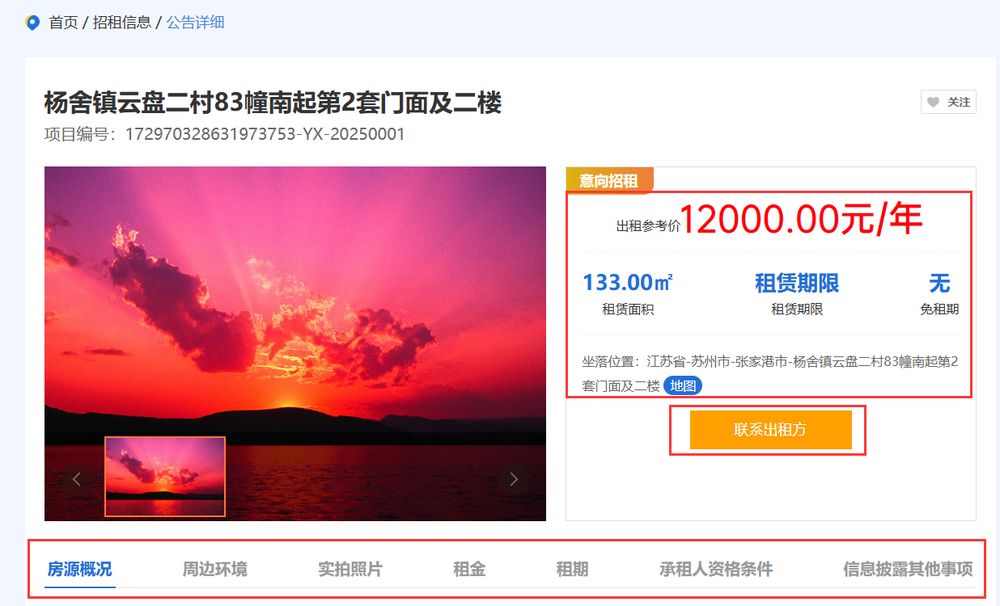 首页 / 招租信息 / 公告详细
杨舍镇云盘二村83幢南起第2套门面及二楼
关注
项目编号：172970328631973753-YX-20250001
意向招租
出租参考价12000.00元/年
133.00㎡ 租赁期限 无
租赁面积 租赁期限 免租期
坐落位置：江苏省-苏州市-张家港市-杨舍镇云盘二村83幢南起第2
套门面及二楼 地图
联系出租方
房源概况 周边环境 实拍照片 租金 租期 承租人资格条件 信息披露其他事项